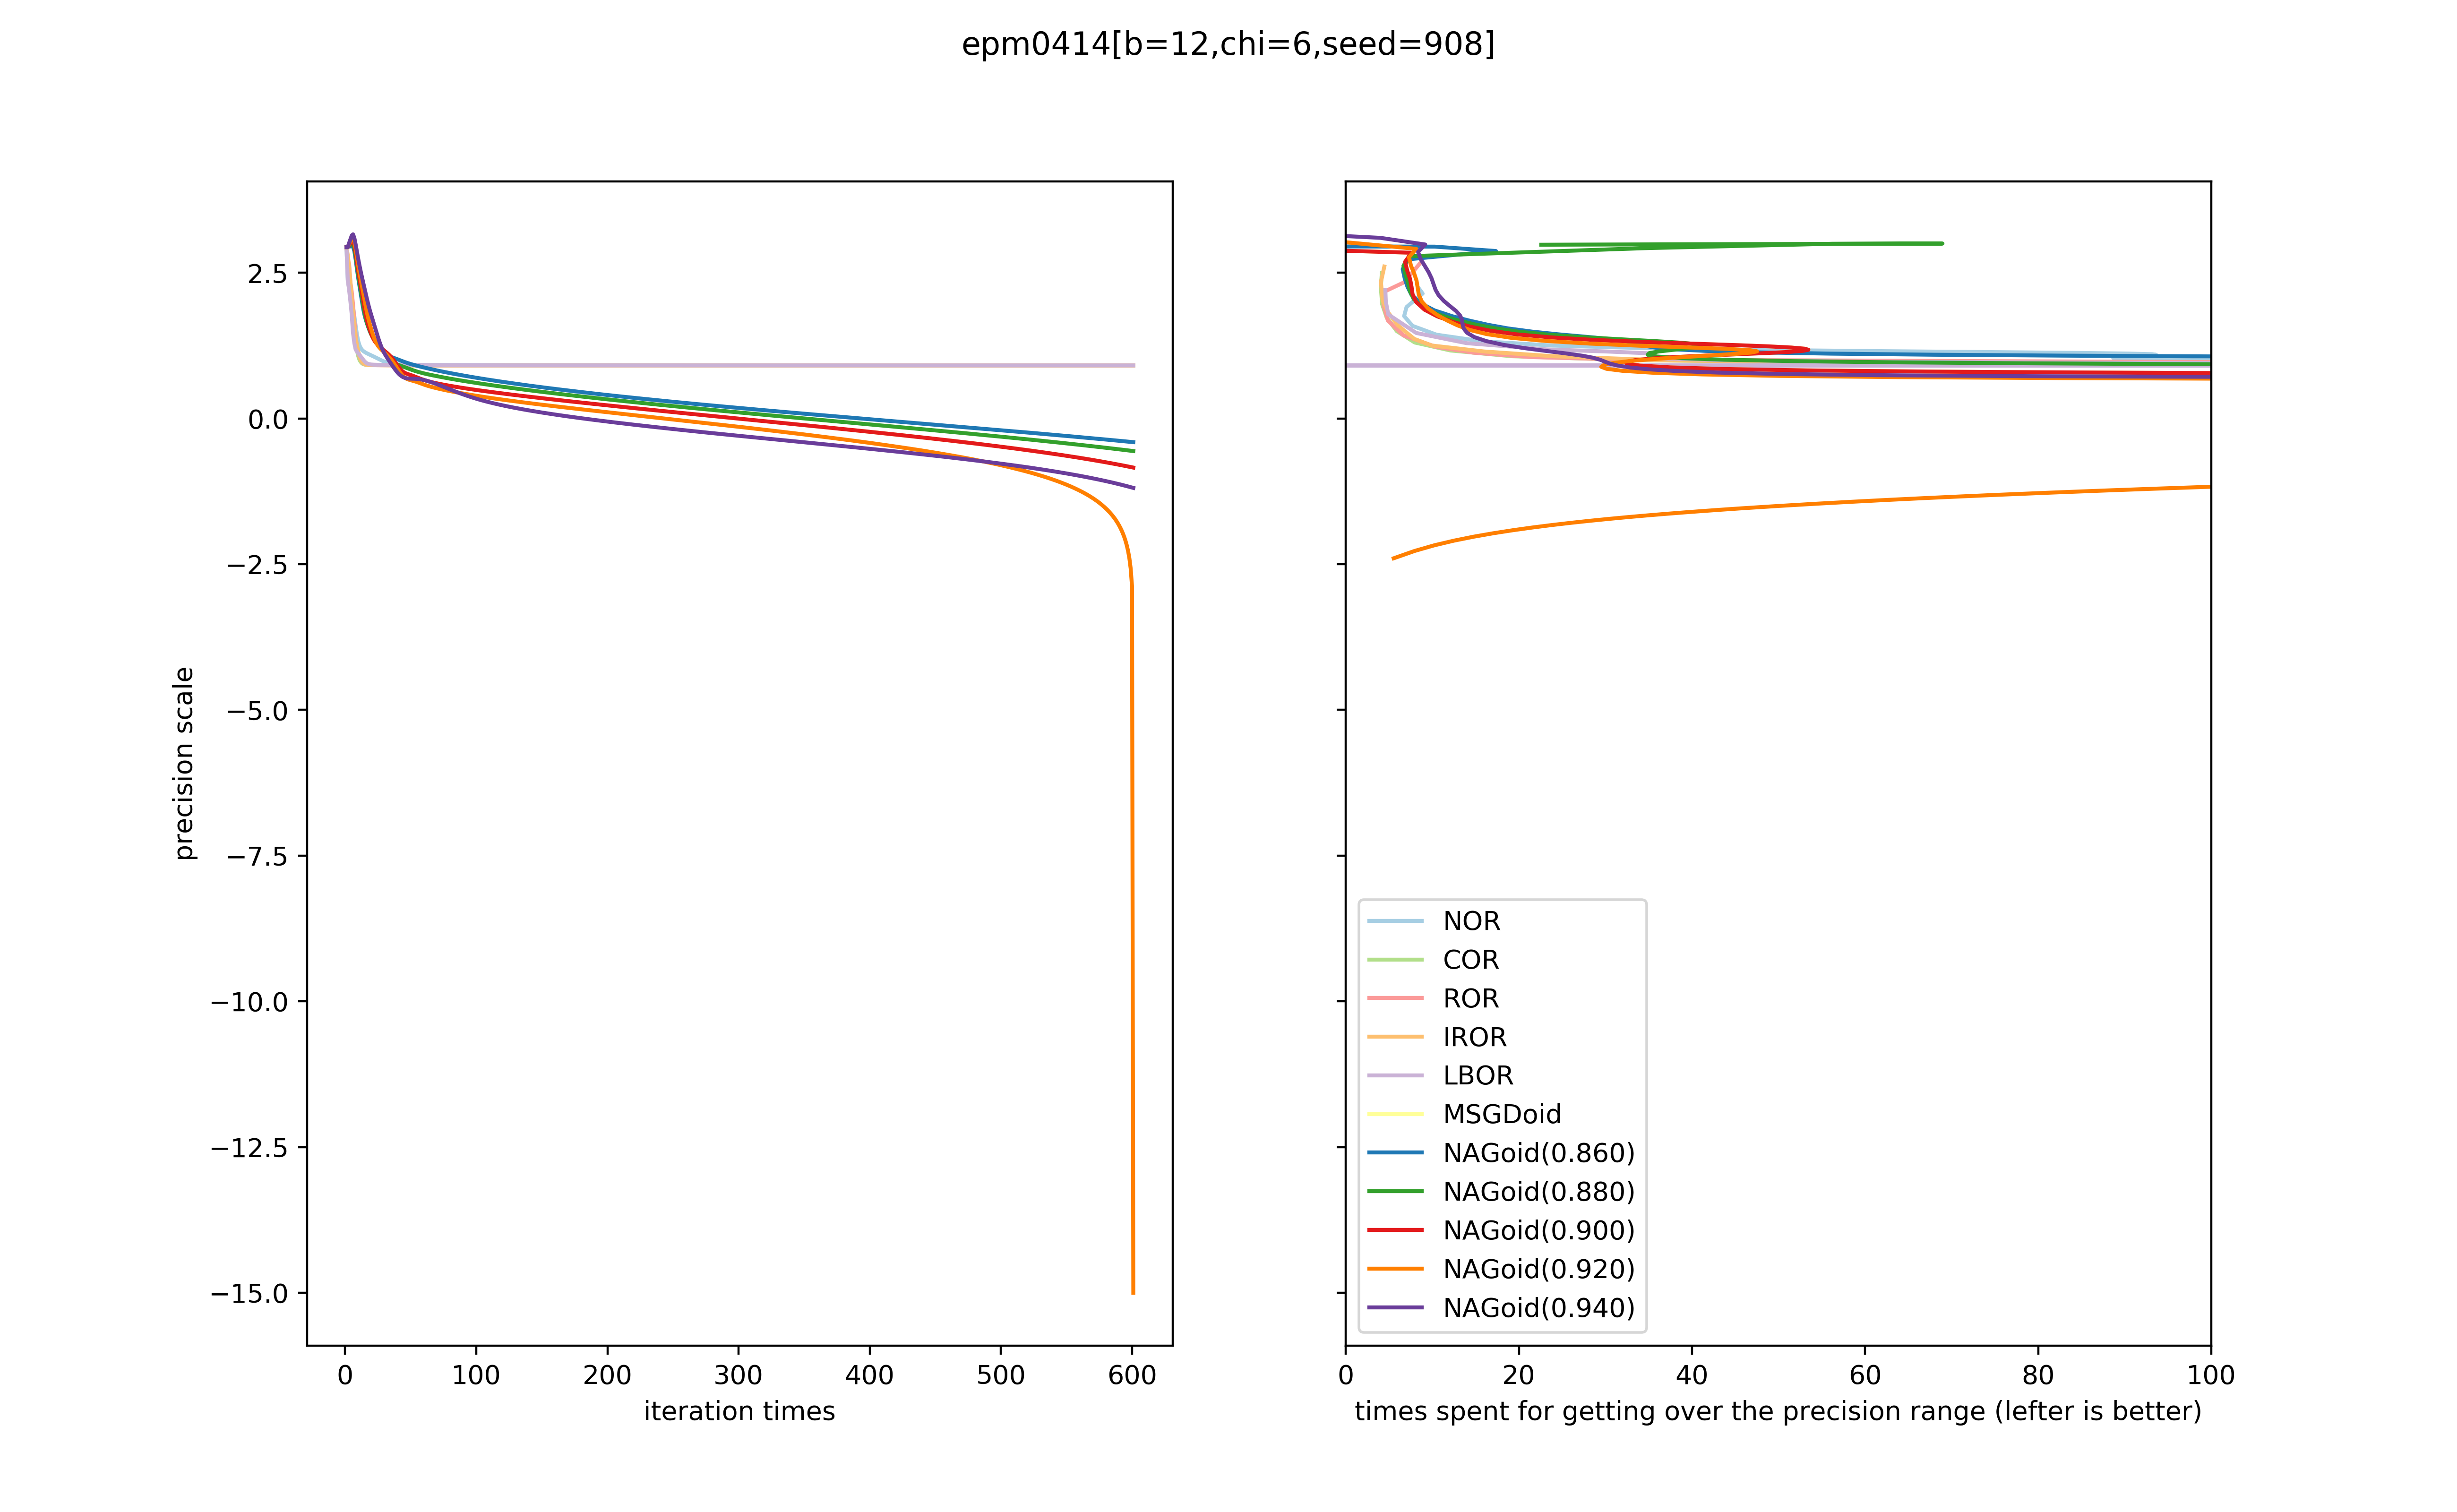 epm0414[b=12,chi=6,seed=908]
precision scale
2.5
0.0
−2.5
−5.0
−7.5
−10.0
−12.5
−15.0
0 100 200 300 400 500 600
iteration times
NOR
COR
ROR
IROR
LBOR
MSGDoid
NAGoid(0.860)
NAGoid(0.880)
NAGoid(0.900)
NAGoid(0.920)
NAGoid(0.940)
0 20 40 60 80 100
times spent for getting over the precision range (lefter is better)